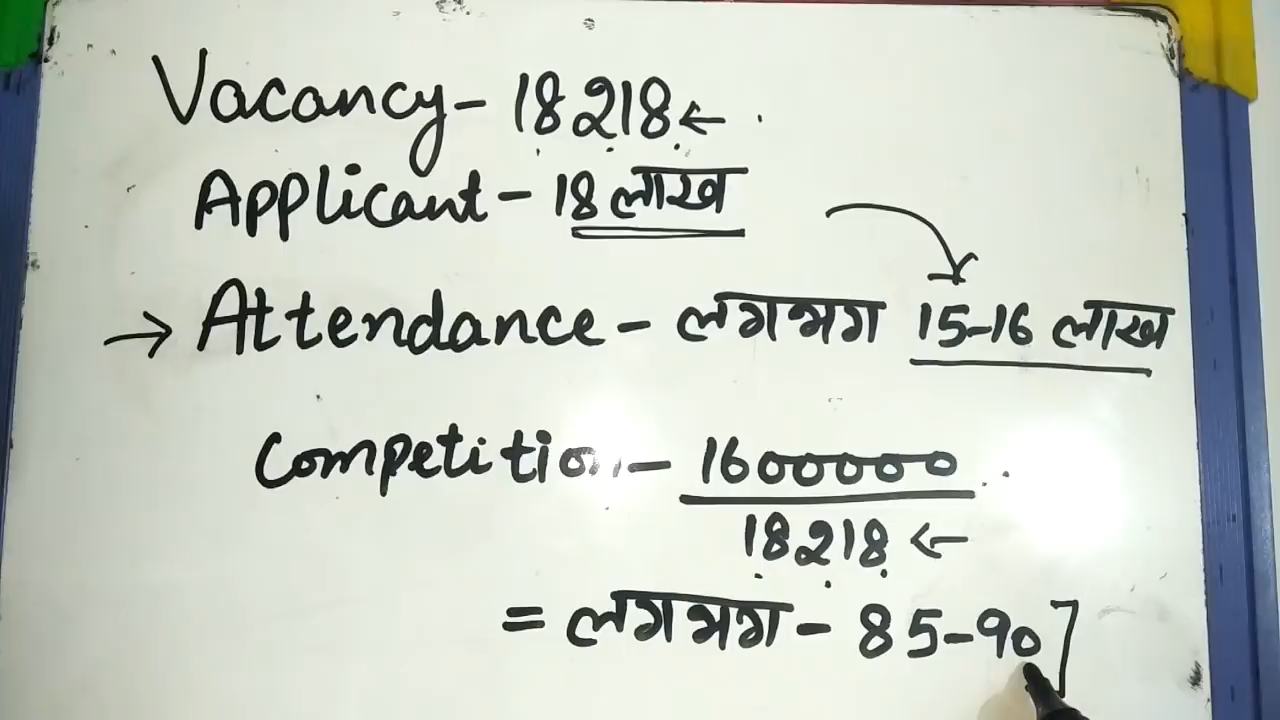 Vacancy - 18218 ←
Applicant - 18 लाख
→ Attendance - लगभग 15-16 लाख
Competition - 1600000
18218 ←
= लगभग - 85-90]